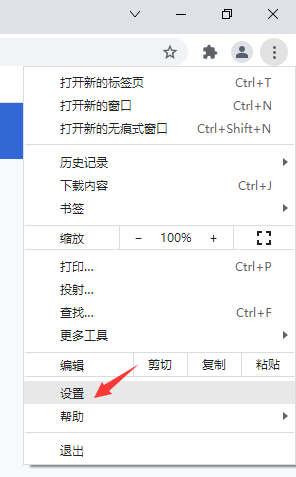 打开新的标签页 Ctrl+T
打开新的窗口 Ctrl+N
打开新的无痕式窗口 Ctrl+Shift+N
历史记录
下载内容 Ctrl+J
书签
缩放 − 100% +
打印... Ctrl+P
投射...
查找... Ctrl+F
更多工具
编辑 剪切 复制 粘贴
设置
帮助
退出